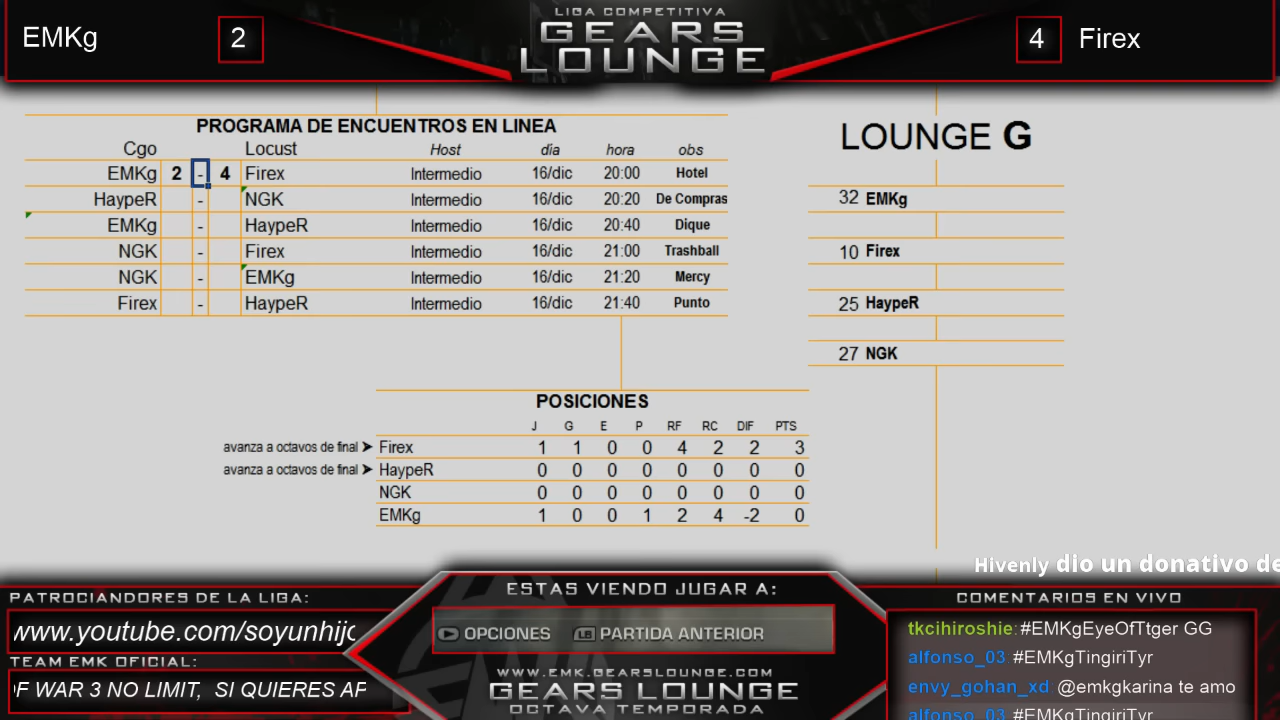 EMKg 2
LIGA COMPETITIVA
GEARS
LOUNGE
4 Firex
PROGRAMA DE ENCUENTROS EN LINEA
Cgo Locust Host dia hora obs
EMKg 2 - 4 Firex Intermedio 16/dic 20:00 Hotel
HaypeR - NGK Intermedio 16/dic 20:20 De Compras
EMKg - HaypeR Intermedio 16/dic 20:40 Dique
NGK - Firex Intermedio 16/dic 21:00 Trashball
NGK - EMKg Intermedio 16/dic 21:20 Mercy
Firex - HaypeR Intermedio 16/dic 21:40 Punto
LOUNGE G
32 EMKg
10 Firex
25 HaypeR
27 NGK
POSICIONES
J G E P RF RC DIF PTS
avanza a octavos de final ➤ Firex 1 1 0 0 4 2 2 3
avanza a octavos de final ➤ HaypeR 0 0 0 0 0 0 0 0
NGK 0 0 0 0 0 0 0 0
EMKg 1 0 0 1 2 4 -2 0
Hivenly dio un donativo de
PATROCIANDORES DE LA LIGA:
www.youtube.com/soyunhijo
TEAM EMK OFICIAL:
OF WAR 3 NO LIMIT, SI QUIERES AP
ESTAS VIENDO JUGAR A:
OPCIONES LB PARTIDA ANTERIOR
WWW.EMK.GEARSLOUNGE.COM
GEARS LOUNGE
OCTAVA TEMPORADA
COMENTARIOS EN VIVO
tkcihiroshie: #EMKgEyeOfTtger GG
alfonso_03: #EMKgTingiriTyr
envy_gohan_xd: @emkgkarina te amo
alfonso_03: #EMKgTingiriTyr